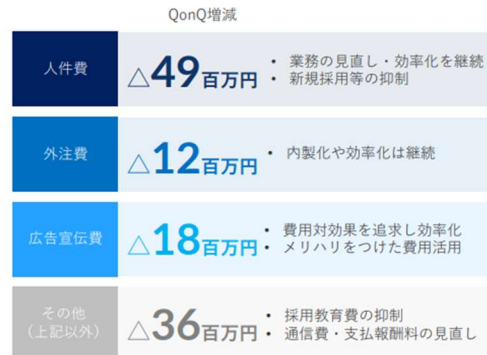 QonQ増減
人件費
△49百万円
• 業務の見直し・効率化を継続
• 新規採用等の抑制
外注費
△12百万円
• 内製化や効率化は継続
広告宣伝費
△18百万円
• 費用対効果を追求し効率化
• メリハリをつけた費用活用
その他
(上記以外)
△36百万円
• 採用教育費の抑制
• 通信費・支払報酬料の見直し